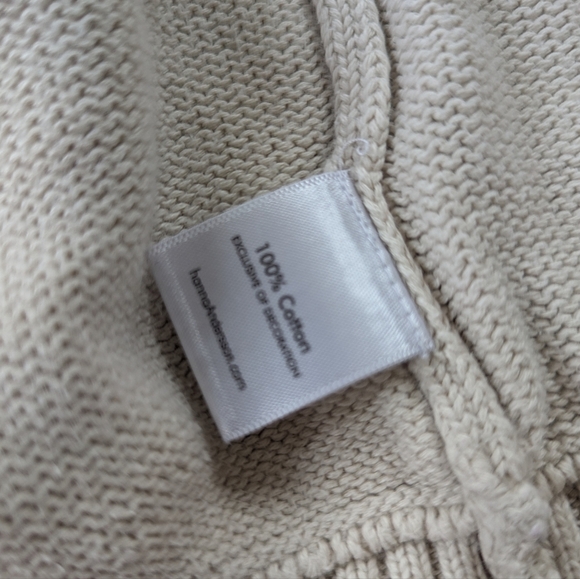 100% Cotton
EXCLUSIVE OF DECORATION
hannaAndersson.com